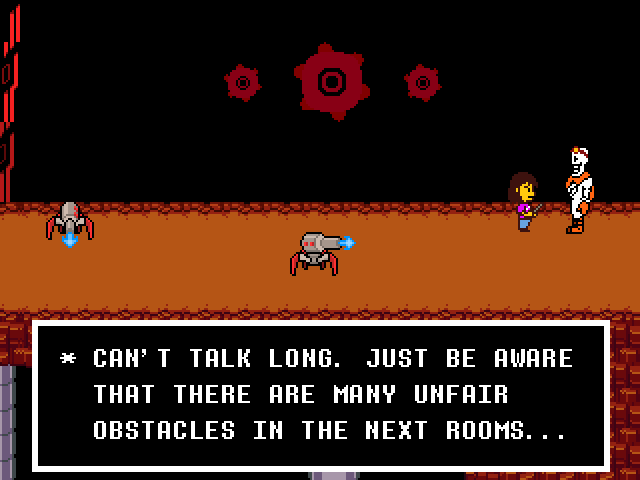 * CAN'T TALK LONG. JUST BE AWARE
THAT THERE ARE MANY UNFAIR
OBSTACLES IN THE NEXT ROOMS...